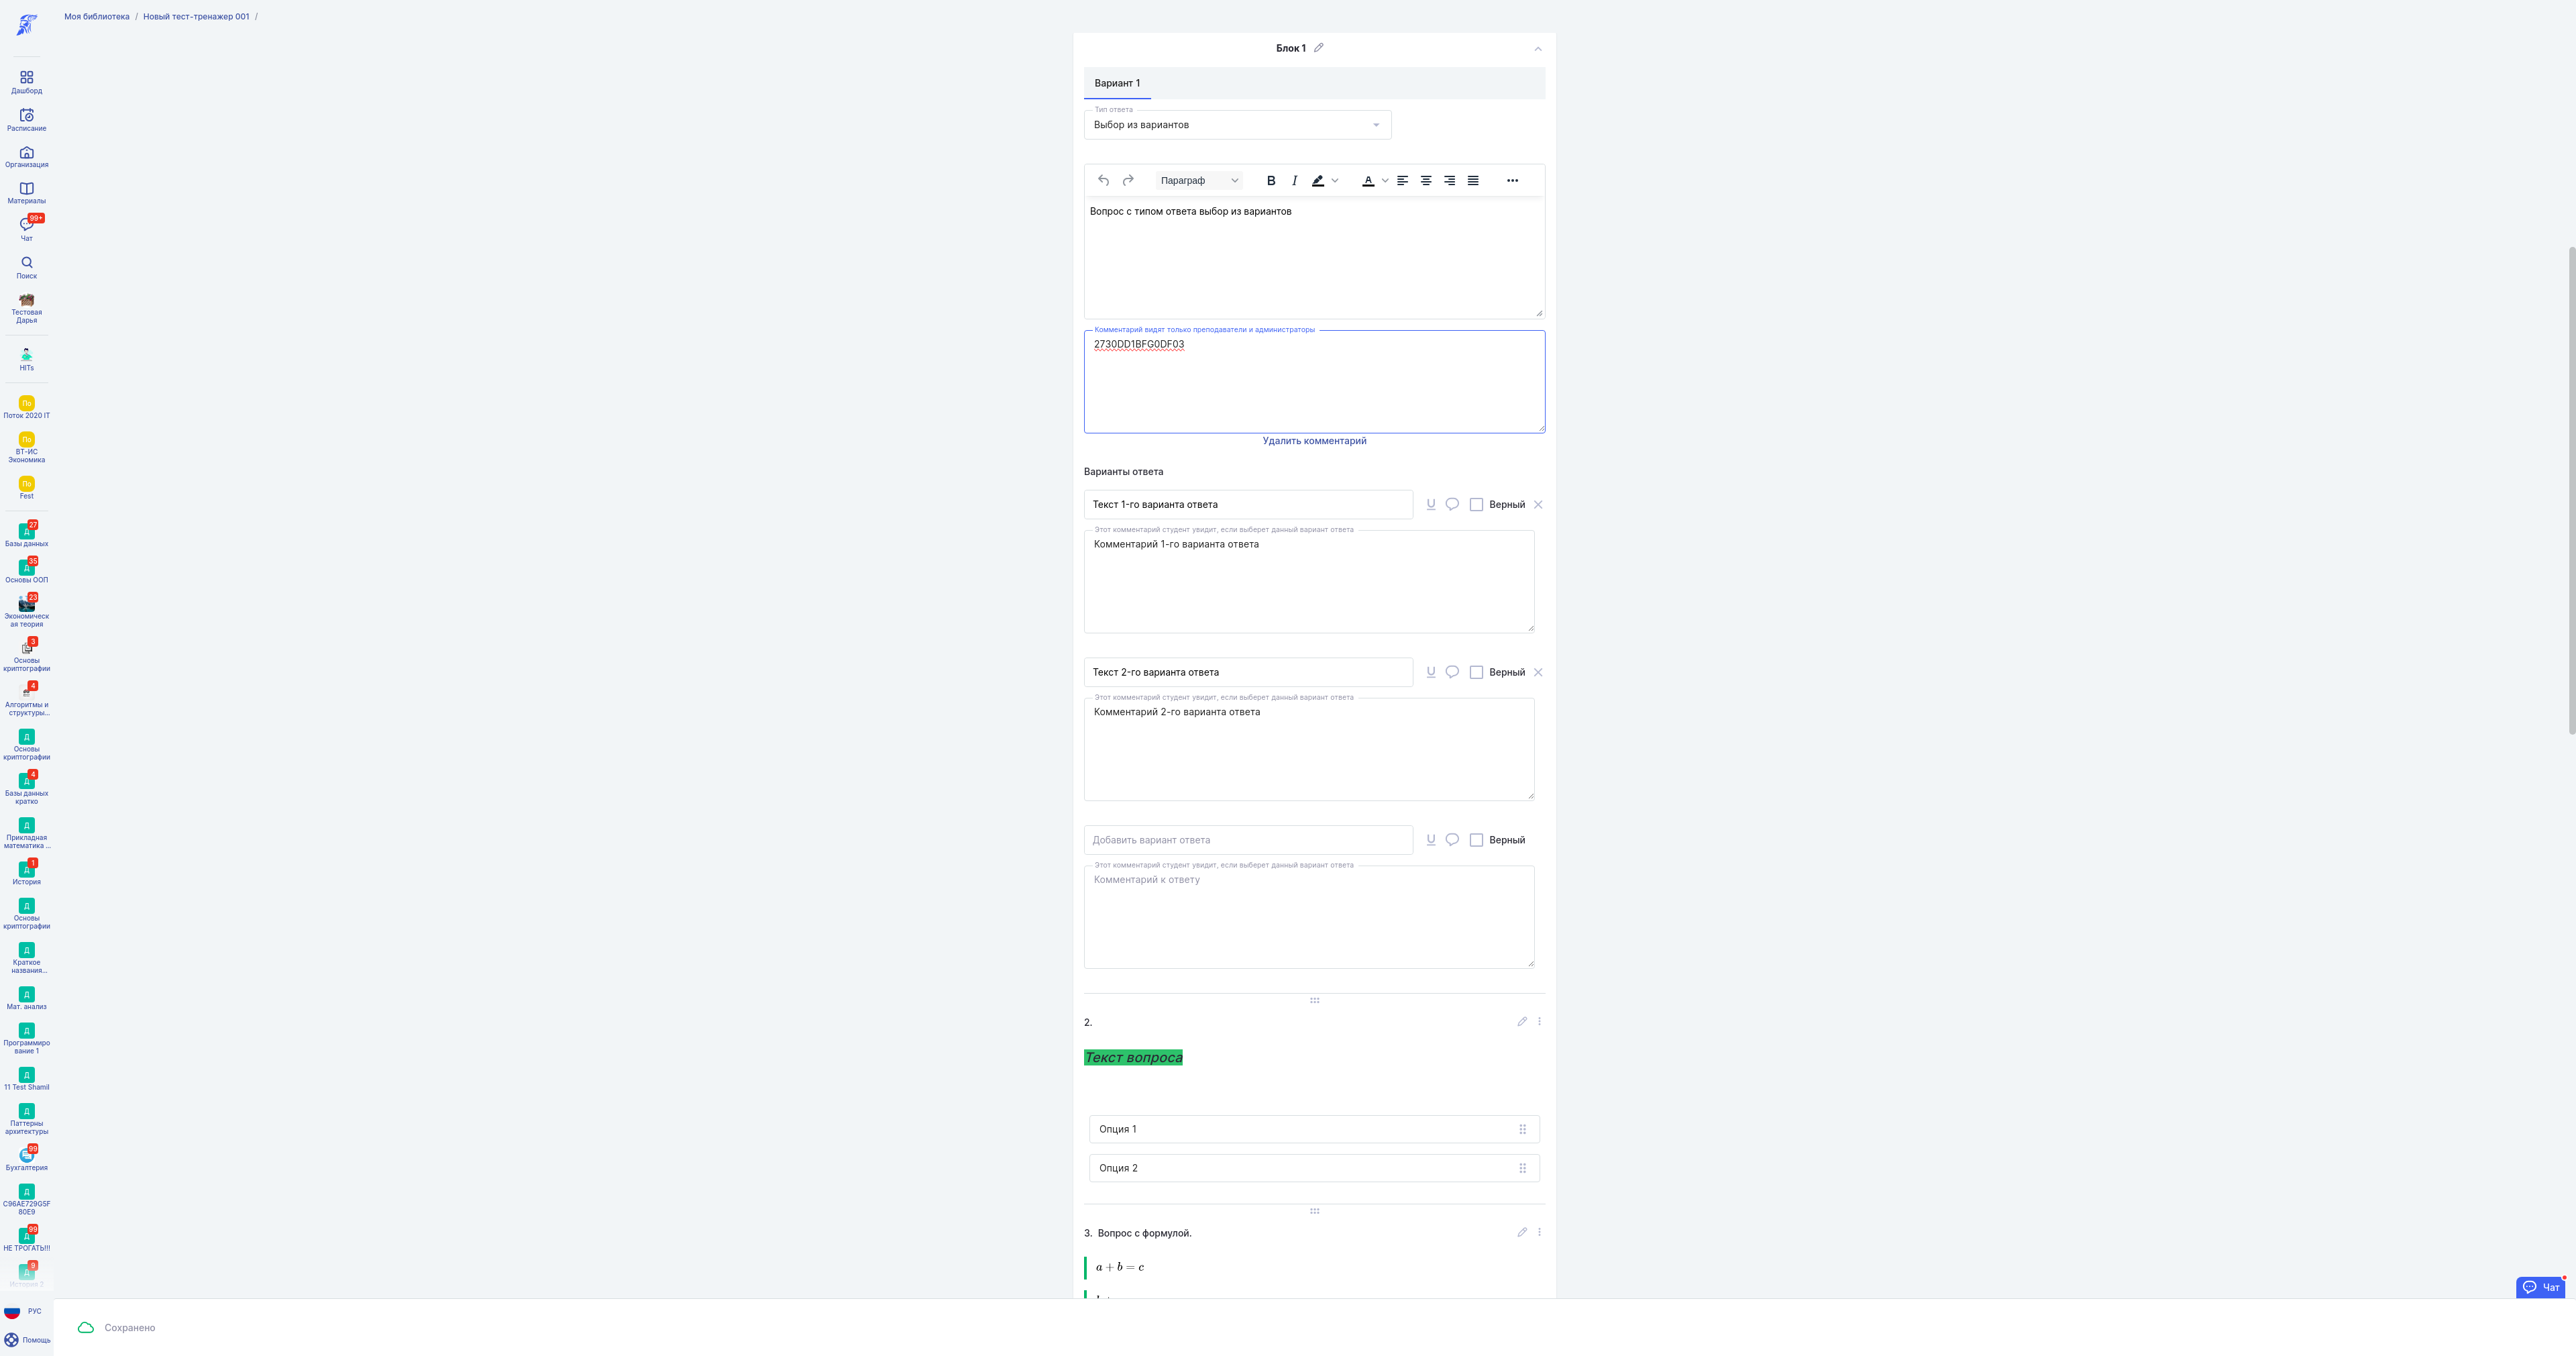 Моя библиотека / Новый тест-тренажер 001 /
Дашборд
Расписание
Организация
Материалы
99+
Чат
Поиск
Тестовая
Дарья
HITs
По
Поток 2020 IT
По
ВТ-ИС
Экономика
По
Fest
27
Д
Базы данных
35
Д
Основы ООП
23
Экономическ
ая теория
3
Основы
криптографии
4
Алгоритмы и
структуры...
Д
Основы
криптографии
4
Д
Базы данных
кратко
Д
Прикладная
математика ...
1
Д
История
Д
Основы
криптографии
Д
Краткое
названия...
Д
Мат. анализ
Д
Программиро
вание 1
Д
11 Test Shamil
Д
Паттерны
архитектуры
99
Бухгалтерия
Д
C96AE729G5F
80E9
99
Д
НЕ ТРОГАТЬ!!!
9
Д
История 2
РУС
Помощь
Блок 1
Вариант 1
Тип ответа
Выбор из вариантов
Параграф
B I A
Вопрос с типом ответа выбор из вариантов
Комментарий видят только преподаватели и администраторы
2730DD1BFG0DF03
Удалить комментарий
Варианты ответа
Текст 1-го варианта ответа
U Верный
Этот комментарий студент увидит, если выберет данный вариант ответа
Комментарий 1-го варианта ответа
Текст 2-го варианта ответа
U Верный
Этот комментарий студент увидит, если выберет данный вариант ответа
Комментарий 2-го варианта ответа
Добавить вариант ответа
U Верный
Этот комментарий студент увидит, если выберет данный вариант ответа
Комментарий к ответу
2.
Текст вопроса
Опция 1
Опция 2
3. Вопрос с формулой.
a + b = c
Сохранено
Чат